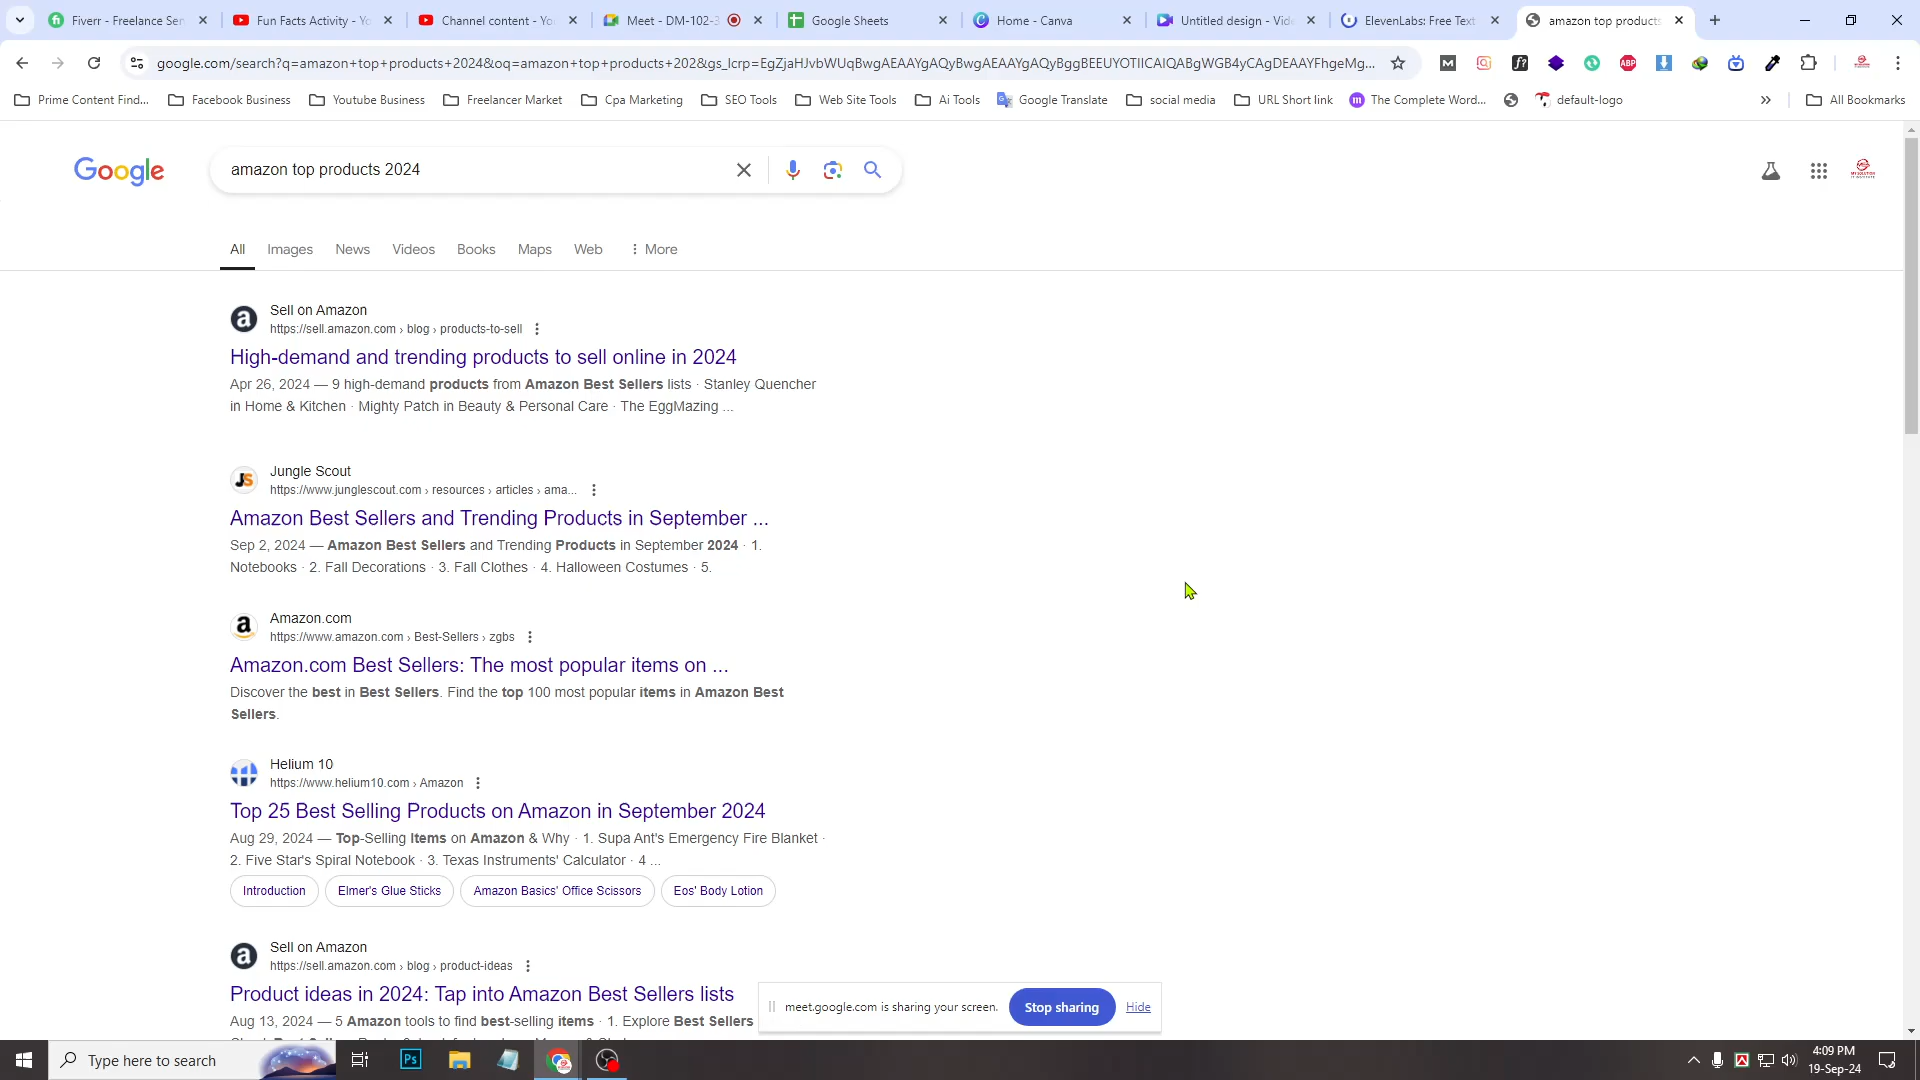 Fiverr - Freelance Ser
Fun Facts Activity - Yo
Channel content - You
Meet - DM-102-3
Google Sheets
Home - Canva
Untitled design - Vide
ElevenLabs: Free Text
amazon top products
google.com/search?q=amazon+top+products+2024&oq=amazon+top+products+202&gs_lcrp=EgZjaHJvbWUqBwgAEAAYgAQyBwgAEAAYgAQyBggBEEUYOTIICAIQABgWGB4yCAgDEAAYFhgeMg...
Prime Content Find...
Facebook Business
Youtube Business
Freelancer Market
Cpa Marketing
SEO Tools
Web Site Tools
Ai Tools
Google Translate
social media
URL Short link
The Complete Word...
default-logo
All Bookmarks
Google
amazon top products 2024
All Images News Videos Books Maps Web More
Sell on Amazon
https://sell.amazon.com › blog › products-to-sell
High-demand and trending products to sell online in 2024
Apr 26, 2024 — 9 high-demand products from Amazon Best Sellers lists · Stanley Quencher
in Home & Kitchen · Mighty Patch in Beauty & Personal Care · The EggMazing ...
Jungle Scout
https://www.junglescout.com › resources › articles › ama...
Amazon Best Sellers and Trending Products in September ...
Sep 2, 2024 — Amazon Best Sellers and Trending Products in September 2024 · 1.
Notebooks · 2. Fall Decorations · 3. Fall Clothes · 4. Halloween Costumes · 5.
Amazon.com
https://www.amazon.com › Best-Sellers › zgbs
Amazon.com Best Sellers: The most popular items on ...
Discover the best in Best Sellers. Find the top 100 most popular items in Amazon Best
Sellers.
Helium 10
https://www.helium10.com › Amazon
Top 25 Best Selling Products on Amazon in September 2024
Aug 29, 2024 — Top-Selling Items on Amazon & Why · 1. Supa Ant's Emergency Fire Blanket ·
2. Five Star's Spiral Notebook · 3. Texas Instruments' Calculator · 4 ...
Introduction
Elmer's Glue Sticks
Amazon Basics' Office Scissors
Eos' Body Lotion
Sell on Amazon
https://sell.amazon.com › blog › product-ideas
Product ideas in 2024: Tap into Amazon Best Sellers lists
Aug 13, 2024 — 5 Amazon tools to find best-selling items · 1. Explore Best Sellers
meet.google.com is sharing your screen.
Stop sharing
Hide
Type here to search
4:09 PM
19-Sep-24